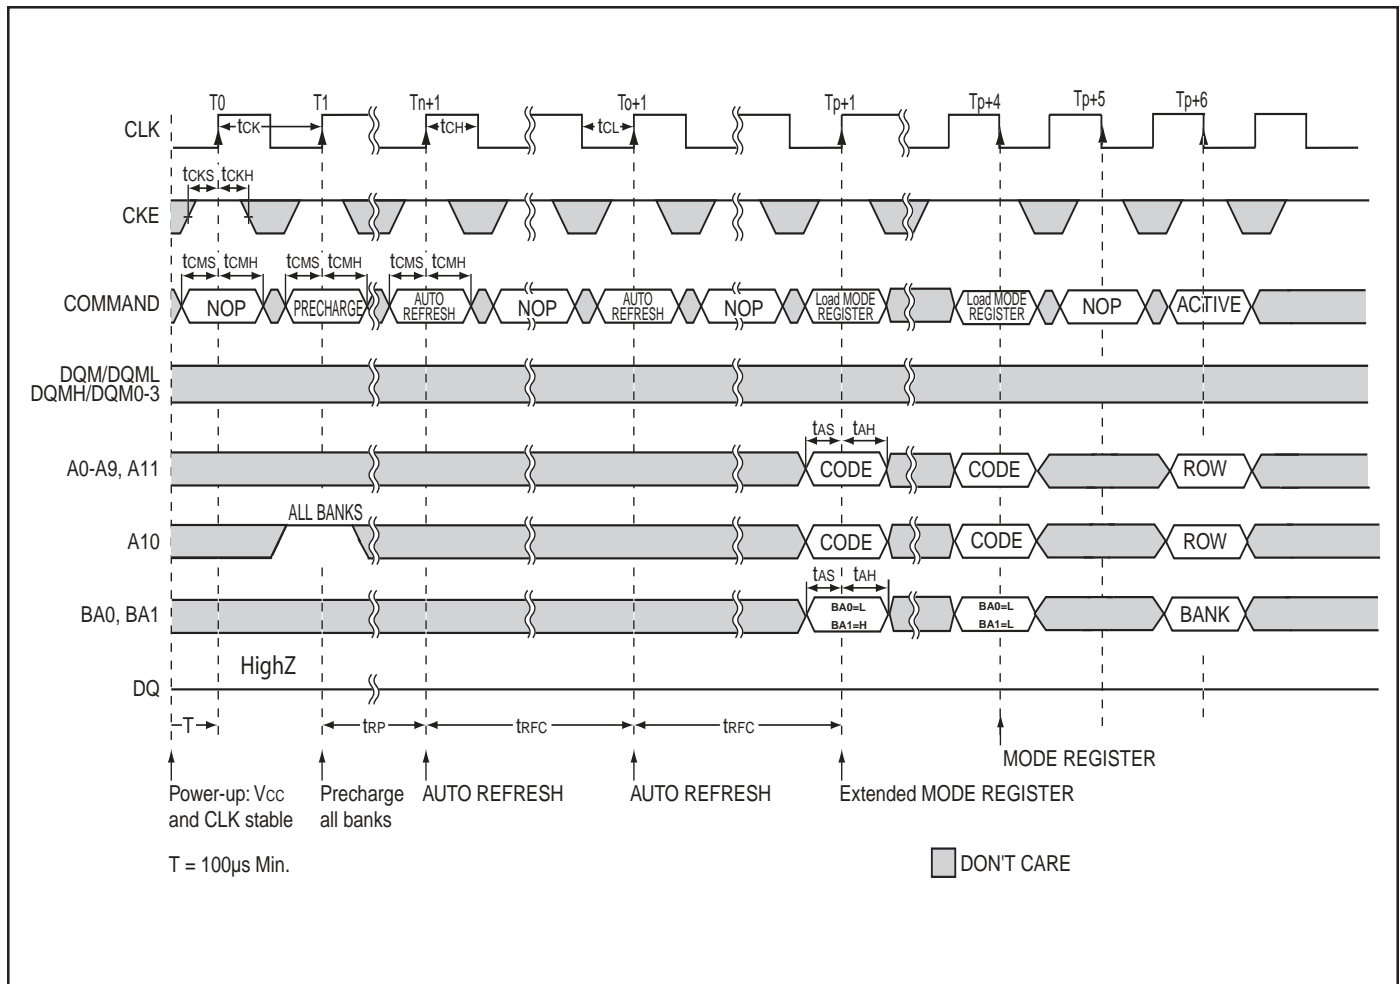 T0 T1 Tn+1 To+1 Tp+1 Tp+4 Tp+5 Tp+6
CLK tCK tCH tCL
tCKS tCKH
CKE
tCMS tCMH tCMS tCMH tCMS tCMH
COMMAND NOP PRECHARGE AUTO REFRESH NOP AUTO REFRESH NOP Load MODE REGISTER Load MODE REGISTER NOP ACTIVE
DQM/DQML
DQMH/DQM0-3
tAS tAH
A0-A9, A11 CODE CODE ROW
ALL BANKS
A10 CODE CODE ROW
tAS tAH
BA0, BA1 BA0=L BA1=H BA0=L BA1=L BANK
HighZ
DQ
T tRP tRFC tRFC
MODE REGISTER
Power-up: VCC Precharge AUTO REFRESH AUTO REFRESH Extended MODE REGISTER
and CLK stable all banks
T = 100µs Min.
DON'T CARE